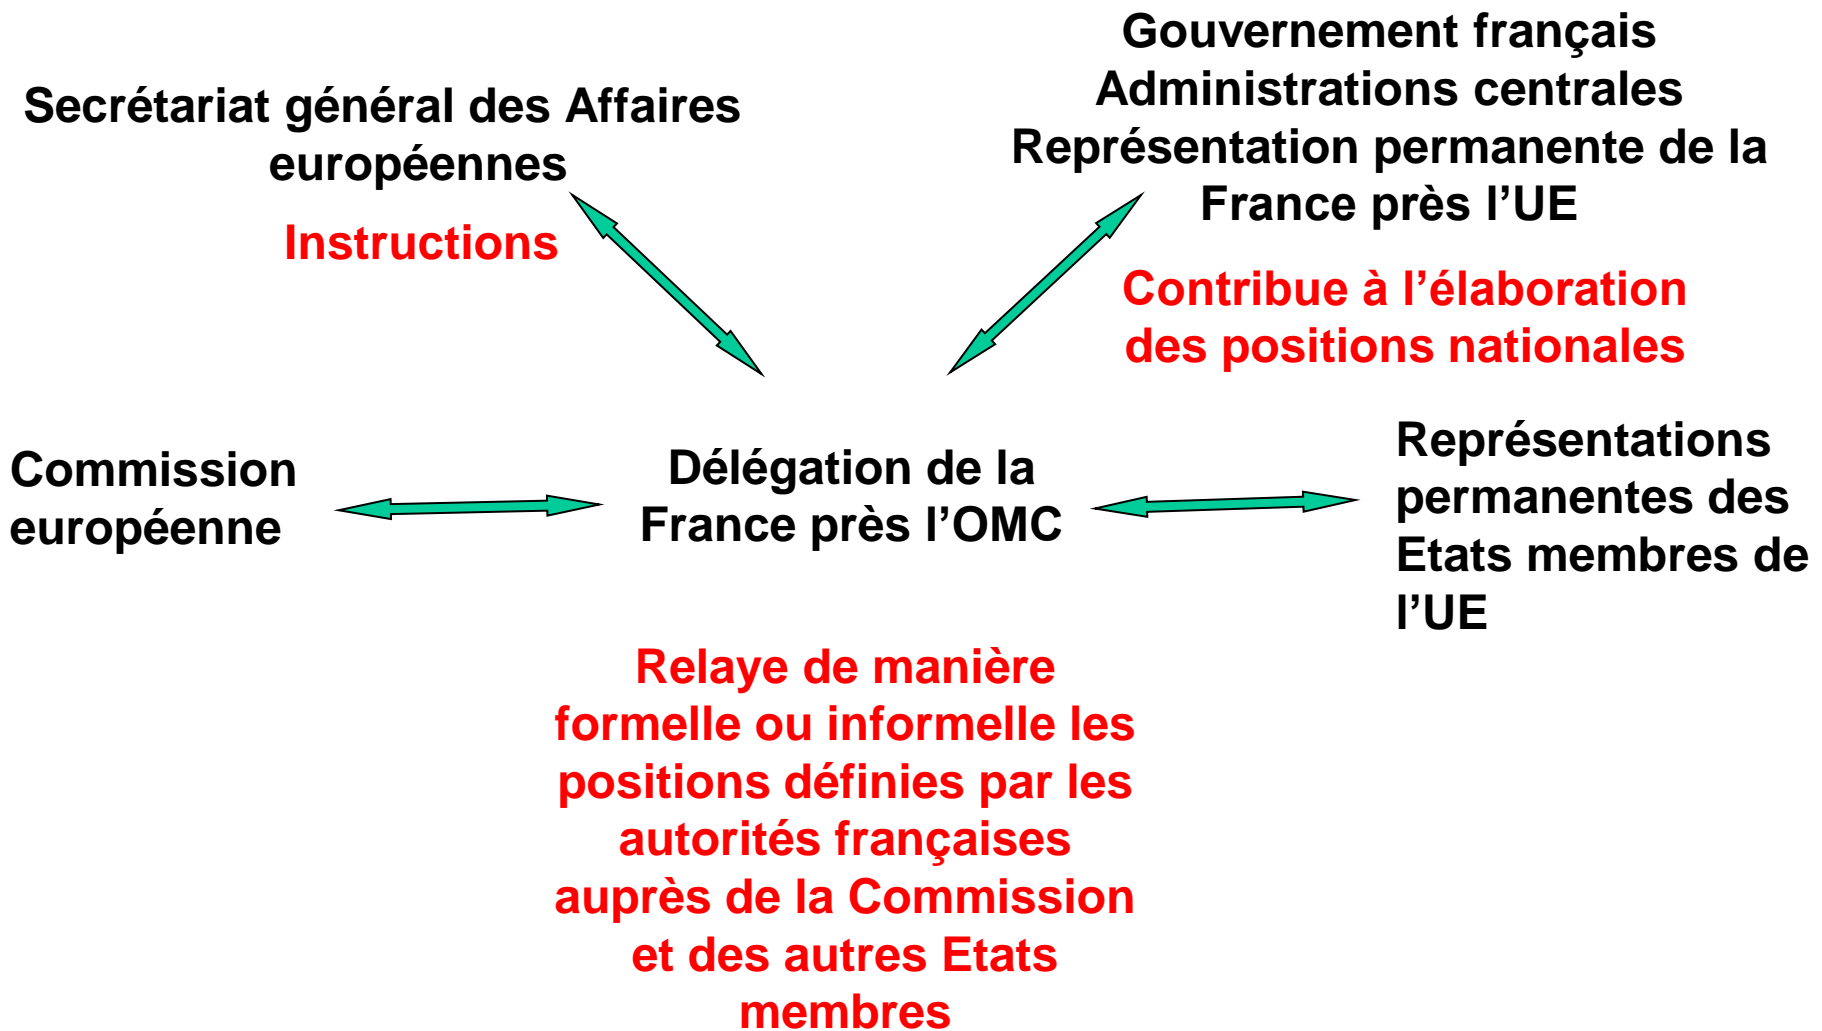 Secrétariat général des Affaires
européennes
Instructions
Gouvernement français
Administrations centrales
Représentation permanente de la
France près l’UE
Contribue à l’élaboration
des positions nationales
Commission
européenne
Délégation de la
France près l’OMC
Représentations
permanentes des
Etats membres de
l’UE
Relaye de manière
formelle ou informelle les
positions définies par les
autorités françaises
auprès de la Commission
et des autres Etats
membres